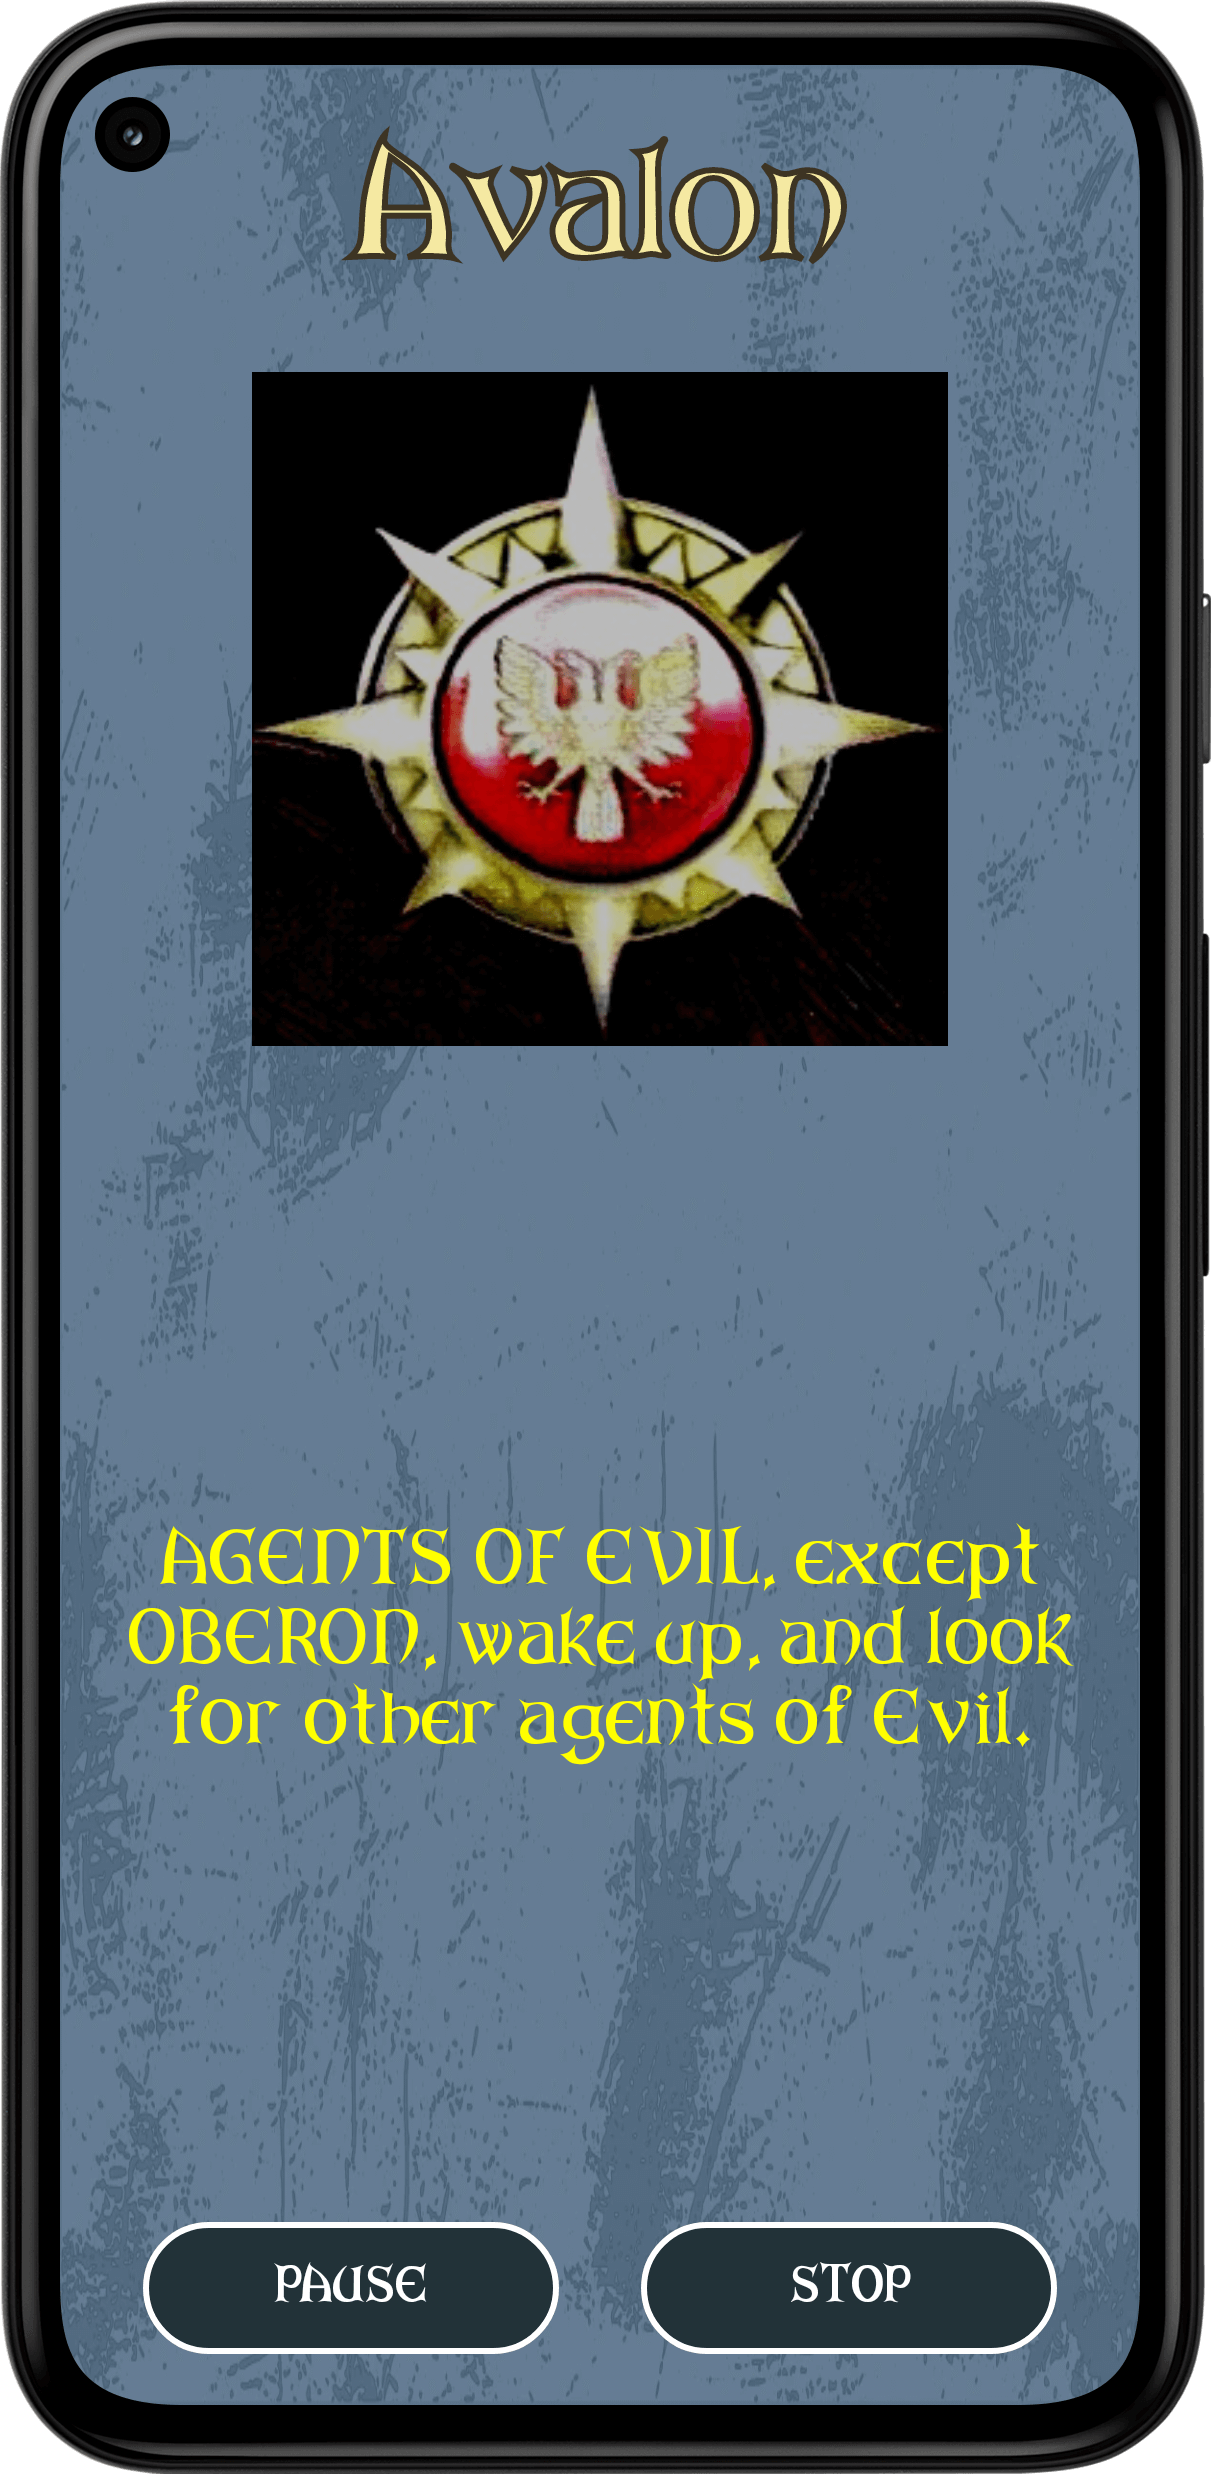 Avalon
AGENTS OF EVIL, except
OBERON, wake up, and look
for other agents of Evil.
PAUSE
STOP